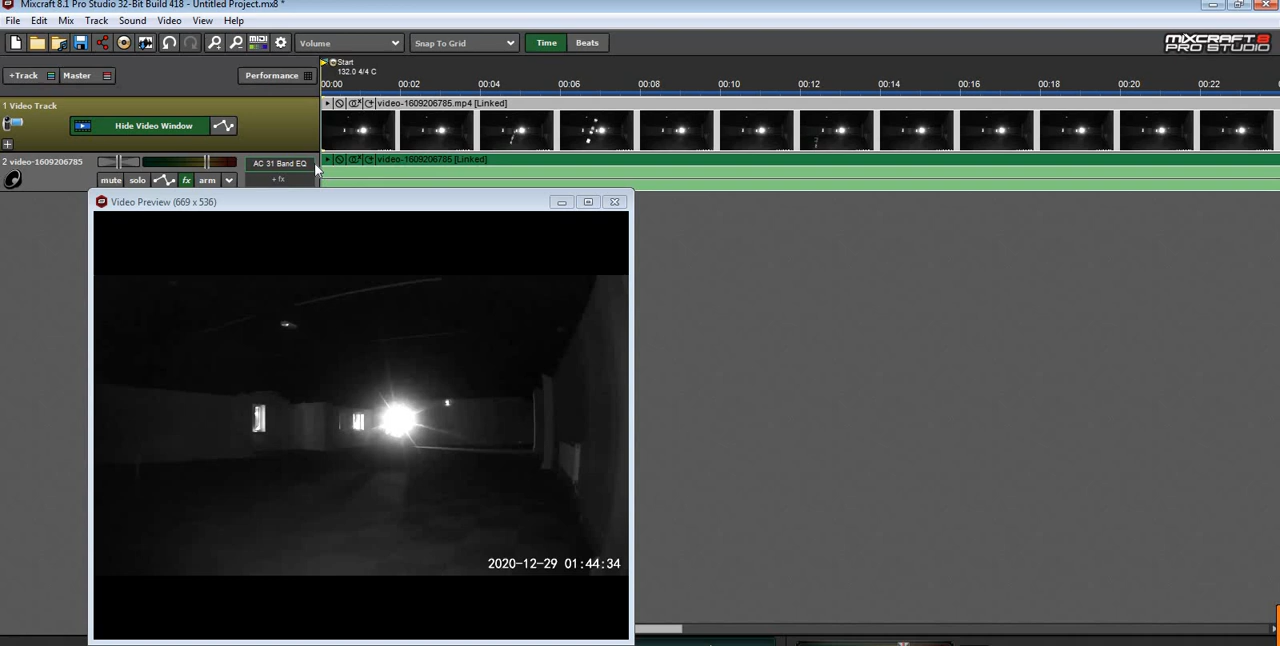 Mixcraft 8.1 Pro Studio 32-Bit Build 418 - Untitled Project.mx8 *
File Edit Mix Track Sound Video View Help
Volume Snap To Grid Time Beats MIXCRAFT 8
PRO STUDIO
+Track Master Performance
Start
132.0 4/4 C
00:00 00:02 00:04 00:06 00:08 00:10 00:12 00:14 00:16 00:18 00:20 00:22
1 Video Track
video-1609206785.mp4 [Linked]
Hide Video Window
2 video-1609206785
AC 31 Band EQ
video-1609206785 [Linked]
mute solo fx arm + fx
Video Preview (669 x 536)
2020-12-29 01:44:34